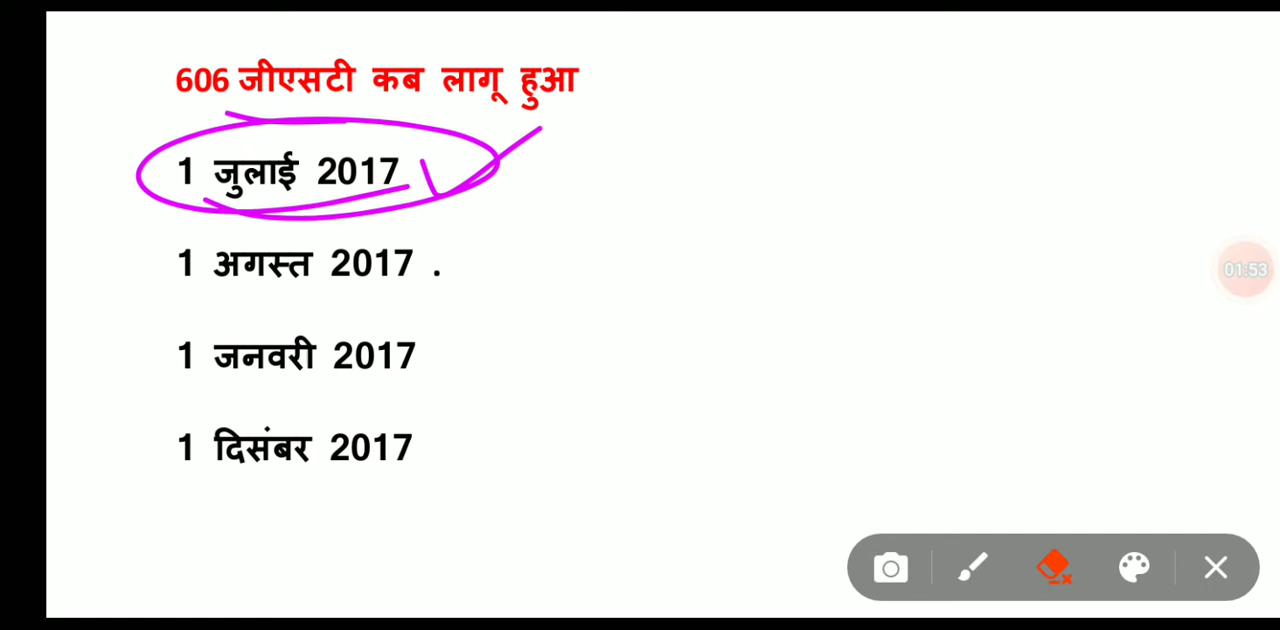 606 जीएसटी कब लागू हुआ
1 जुलाई 2017
1 अगस्त 2017 .
01:53
1 जनवरी 2017
1 दिसंबर 2017